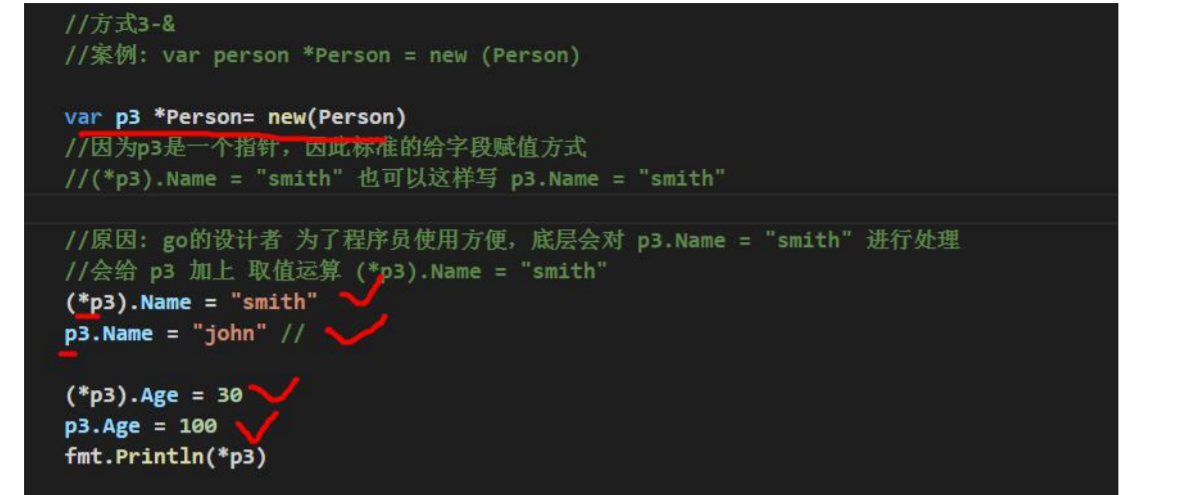 //方式3-&
//案例: var person *Person = new (Person)
var p3 *Person= new(Person)
//因为p3是一个指针，因此标准的给字段赋值方式
//(*p3).Name = "smith" 也可以这样写 p3.Name = "smith"
//原因: go的设计者 为了程序员使用方便，底层会对 p3.Name = "smith" 进行处理
//会给 p3 加上 取值运算 (*p3).Name = "smith"
(*p3).Name = "smith"
p3.Name = "john" //
(*p3).Age = 30
p3.Age = 100
fmt.Println(*p3)